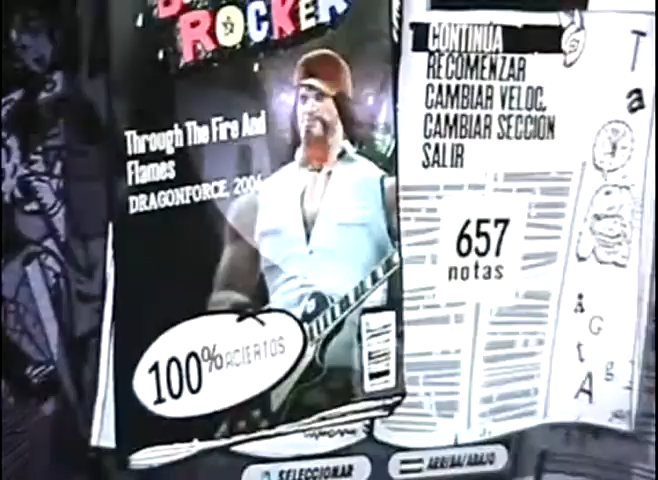 ROCKER
Through The Fire And
Flames
DRAGONFORCE, 2006
100% ACIERTOS
CONTINÚA
RECOMENZAR
CAMBIAR VELOC.
CAMBIAR SECCIÓN
SALIR
657
notas
T
a
A
G
t
g
A
SELECCIONAR
ARRIBA/ABAJO